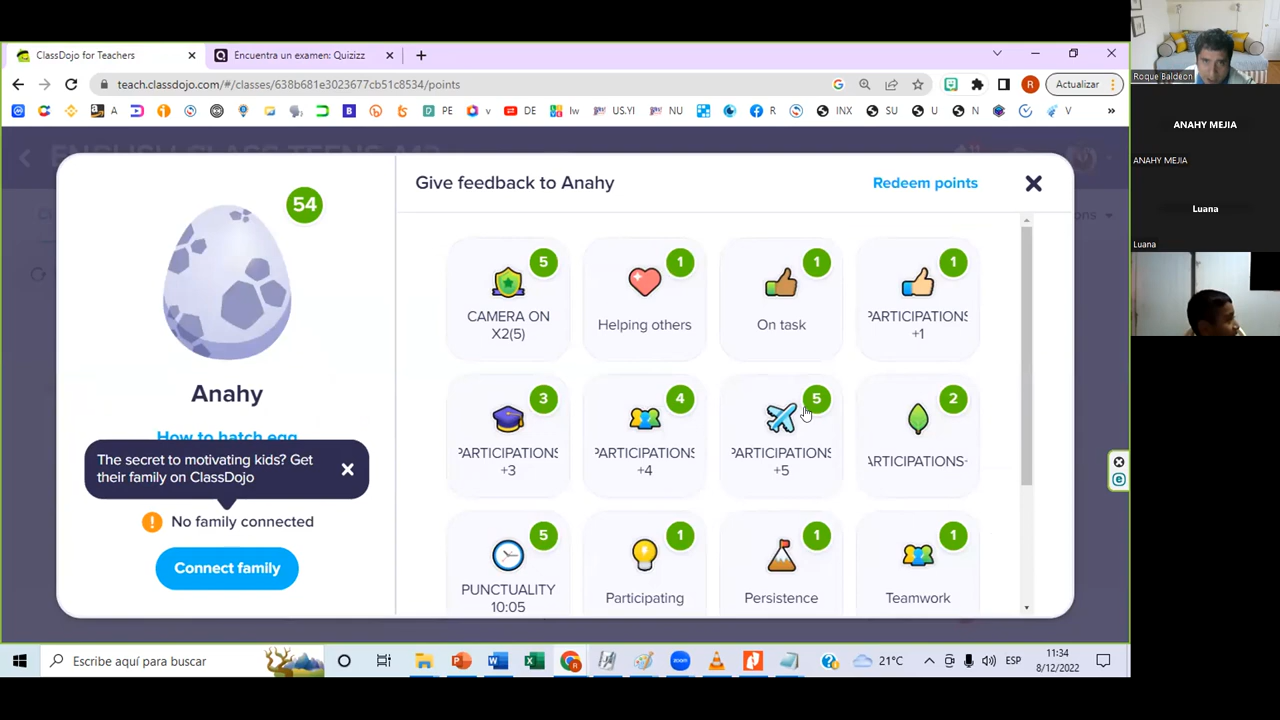 ClassDojo for Teachers
Encuentra un examen: Quizizz
teach.classdojo.com/#/classes/638b681e3023677cb51c8534/points
Actualizar
A
PE
v
DE
lw
US.YI
NU
R
INX
SU
U
N
V
54
Anahy
How to hatch egg
The secret to motivating kids? Get
their family on ClassDojo
No family connected
Connect family
Give feedback to Anahy
Redeem points
5
CAMERA ON
X2(5)
1
Helping others
1
On task
1
PARTICIPATIONS
+1
3
PARTICIPATIONS
+3
4
PARTICIPATIONS
+4
5
PARTICIPATIONS
+5
2
ARTICIPATIONS-
5
PUNCTUALITY
10:05
1
Participating
1
Persistence
1
Teamwork
Roque Baldeon
ANAHY MEJIA
ANAHY MEJIA
Luana
Luana
Escribe aquí para buscar
zoom
21°C
ESP
11:34
8/12/2022